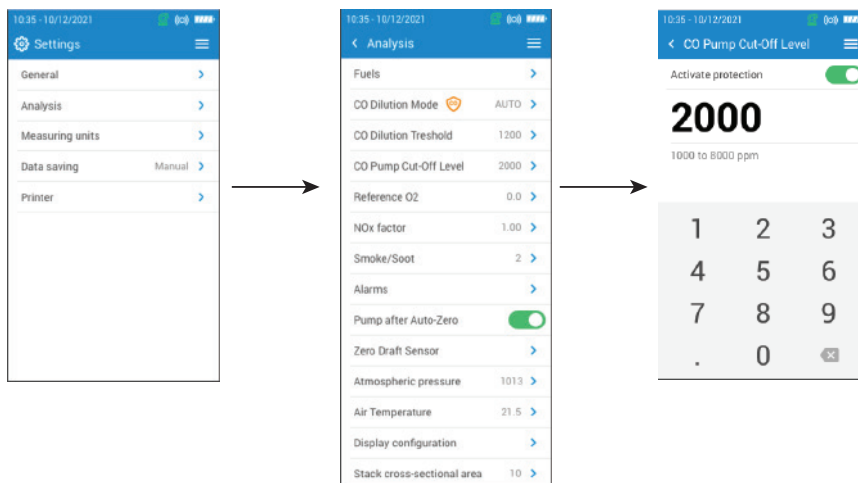 10:35 - 10/12/2021
Settings
General
Analysis
Measuring units
Data saving Manual
Printer
10:35 - 10/12/2021
Analysis
Fuels
CO Dilution Mode CO AUTO
CO Dilution Treshold 1200
CO Pump Cut-Off Level 2000
Reference O2 0.0
NOx factor 1.00
Smoke/Soot 2
Alarms
Pump after Auto-Zero
Zero Draft Sensor
Atmospheric pressure 1013
Air Temperature 21.5
Display configuration
Stack cross-sectional area 10
10:35 - 10/12/2021
CO Pump Cut-Off Level
Activate protection
2000
1000 to 8000 ppm
1 2 3
4 5 6
7 8 9
. 0